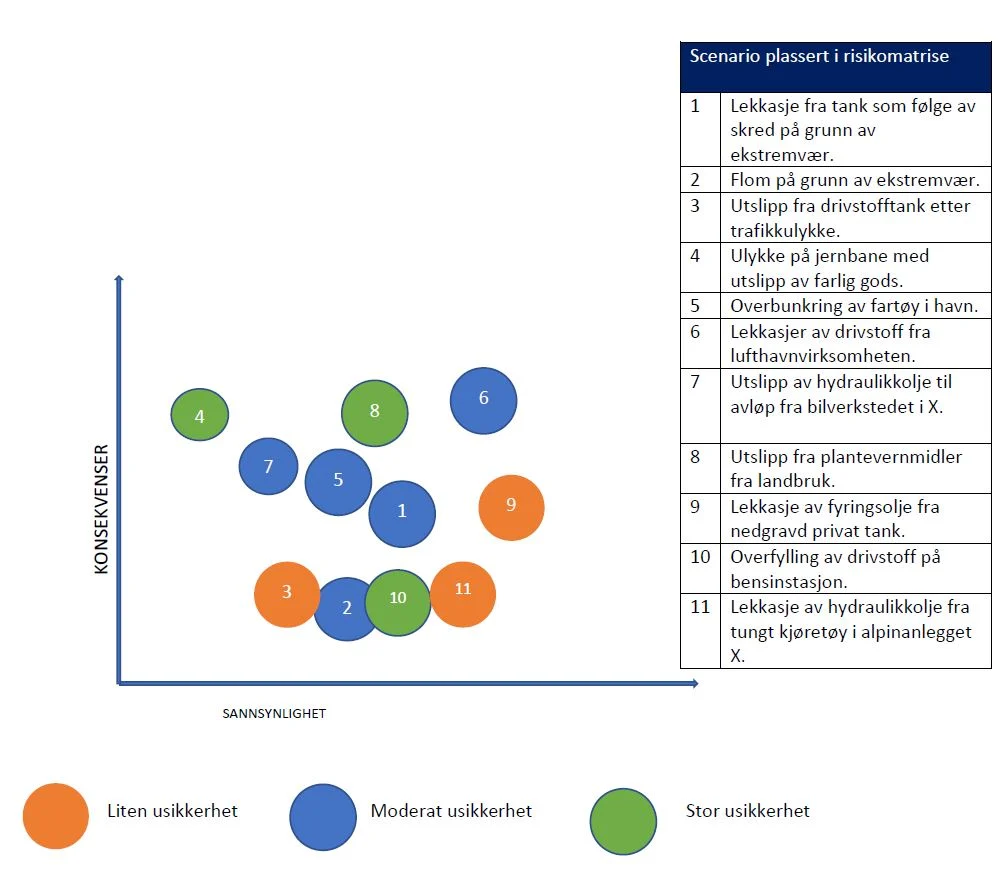 Scenario plassert i risikomatrise
1 Lekkasje fra tank som følge av
skred på grunn av
ekstremvær.
2 Flom på grunn av ekstremvær.
3 Utslipp fra drivstofftank etter
trafikkulykke.
4 Ulykke på jernbane med
utslipp av farlig gods.
5 Overbunkring av fartøy i havn.
6 Lekkasjer av drivstoff fra
lufthavnvirksomheten.
7 Utslipp av hydraulikkolje til
avløp fra bilverkstedet i X.
8 Utslipp fra plantevernmidler
fra landbruk.
9 Lekkasje av fyringsolje fra
nedgravd privat tank.
10 Overfylling av drivstoff på
bensinstasjon.
11 Lekkasje av hydraulikkolje fra
tungt kjøretøy i alpinanlegget
X.
KONSEKVENSER
4
8
6
7
5
1
9
3
2
10
11
SANNSYNLIGHET
Liten usikkerhet
Moderat usikkerhet
Stor usikkerhet